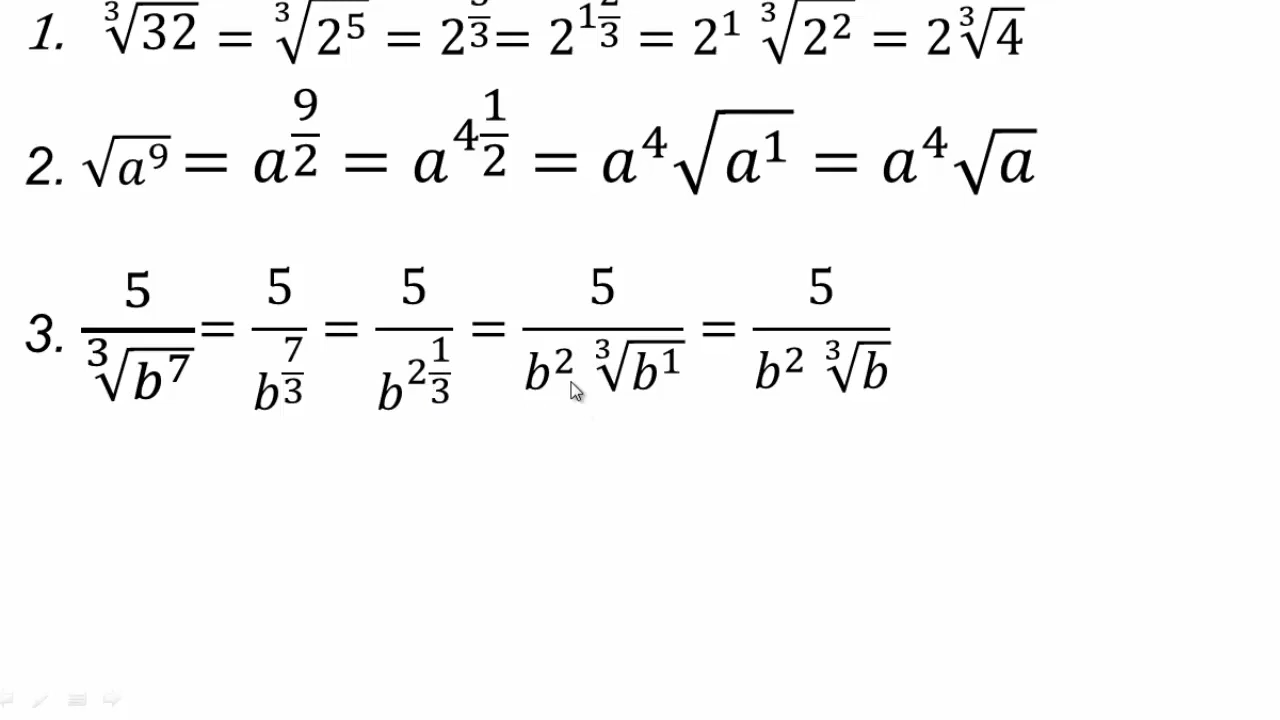 1. ∛32 = ∛2⁵ = 2^(5/3) = 2^(1 2/3) = 2¹ ∛2² = 2∛4
2. √a⁹ = a^(9/2) = a^(4 1/2) = a⁴√a¹ = a⁴√a
3. 5/∛b⁷ = 5/b^(7/3) = 5/b^(2 1/3) = 5/(b² ∛b¹) = 5/(b² ∛b)